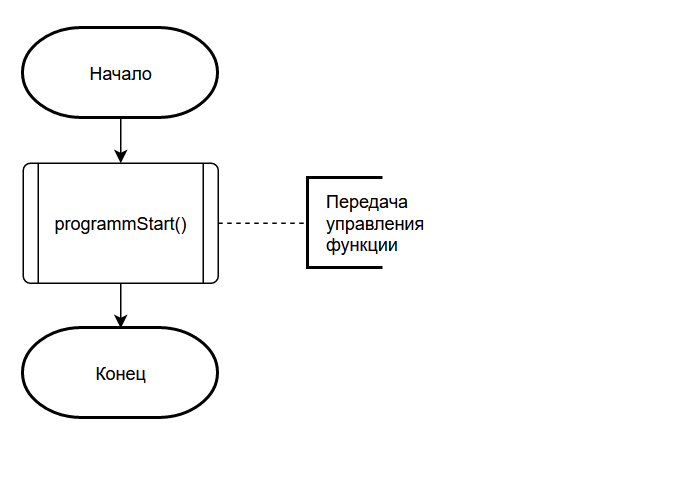 Начало
programmStart()
Передача
управления
функции
Конец